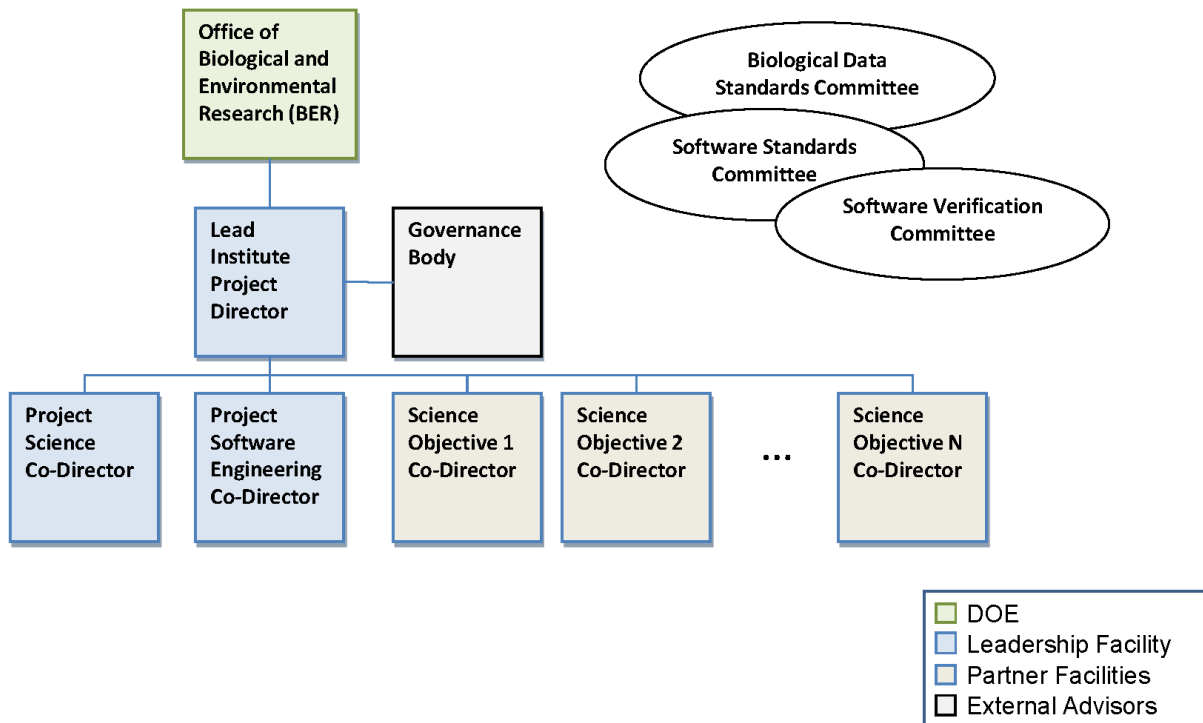 Office of
Biological and
Environmental
Research (BER)
Biological Data
Standards Committee
Software Standards
Committee
Software Verification
Committee
Lead
Institute
Project
Director
Governance
Body
Project
Science
Co-Director
Project
Software
Engineering
Co-Director
Science
Objective 1
Co-Director
Science
Objective 2
Co-Director
...
Science
Objective N
Co-Director
DOE
Leadership Facility
Partner Facilities
External Advisors